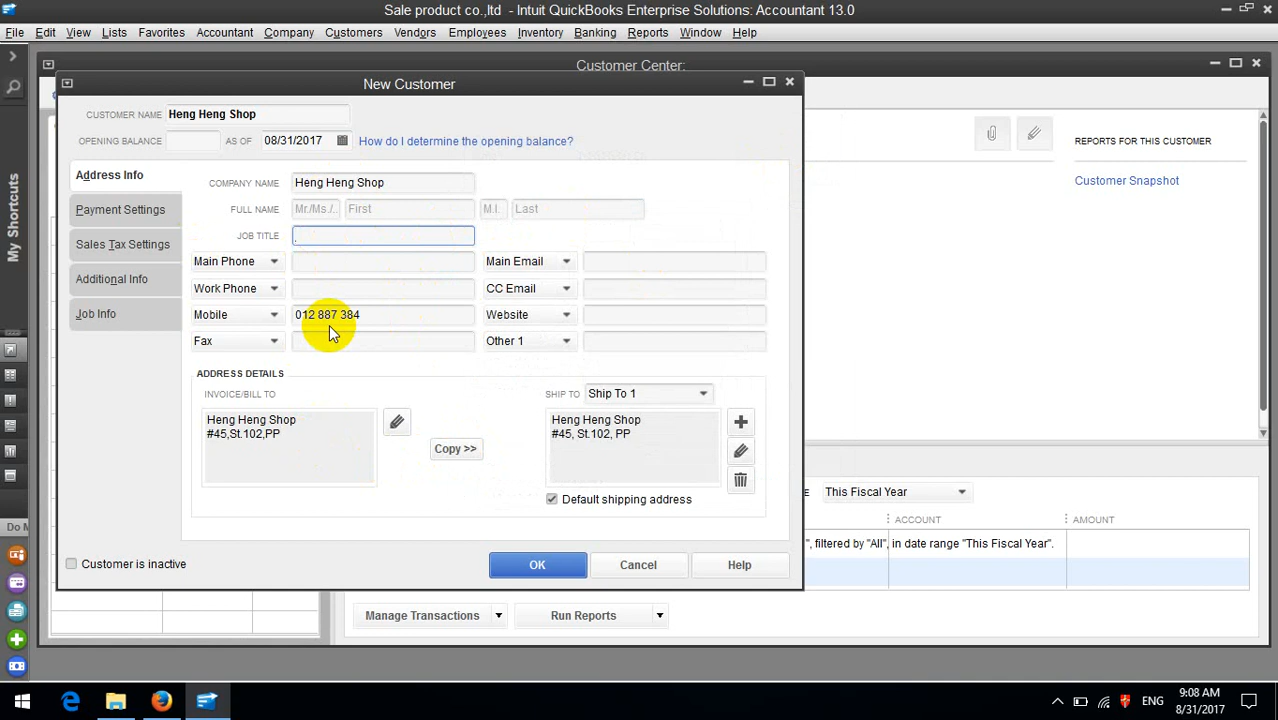 Sale product co.,ltd - Intuit QuickBooks Enterprise Solutions: Accountant 13.0
File Edit View Lists Favorites Accountant Company Customers Vendors Employees Inventory Banking Reports Window Help
Customer Center:
New Customer
CUSTOMER NAME Heng Heng Shop
OPENING BALANCE AS OF 08/31/2017 How do I determine the opening balance?
REPORTS FOR THIS CUSTOMER
Customer Snapshot
My Shortcuts
Do M
Address Info
Payment Settings
Sales Tax Settings
Additional Info
Job Info
COMPANY NAME Heng Heng Shop
FULL NAME Mr./Ms./.. First M.I. Last
JOB TITLE
Main Phone Main Email
Work Phone CC Email
Mobile 012 887 384 Website
Fax Other 1
ADDRESS DETAILS
INVOICE/BILL TO SHIP TO Ship To 1
Heng Heng Shop
#45,St.102,PP
Copy >>
Heng Heng Shop
#45, St. 102, PP
Default shipping address
Customer is inactive OK Cancel Help
This Fiscal Year
ACCOUNT AMOUNT
", filtered by "All", in date range "This Fiscal Year".
Manage Transactions Run Reports
ENG 9:08 AM
8/31/2017